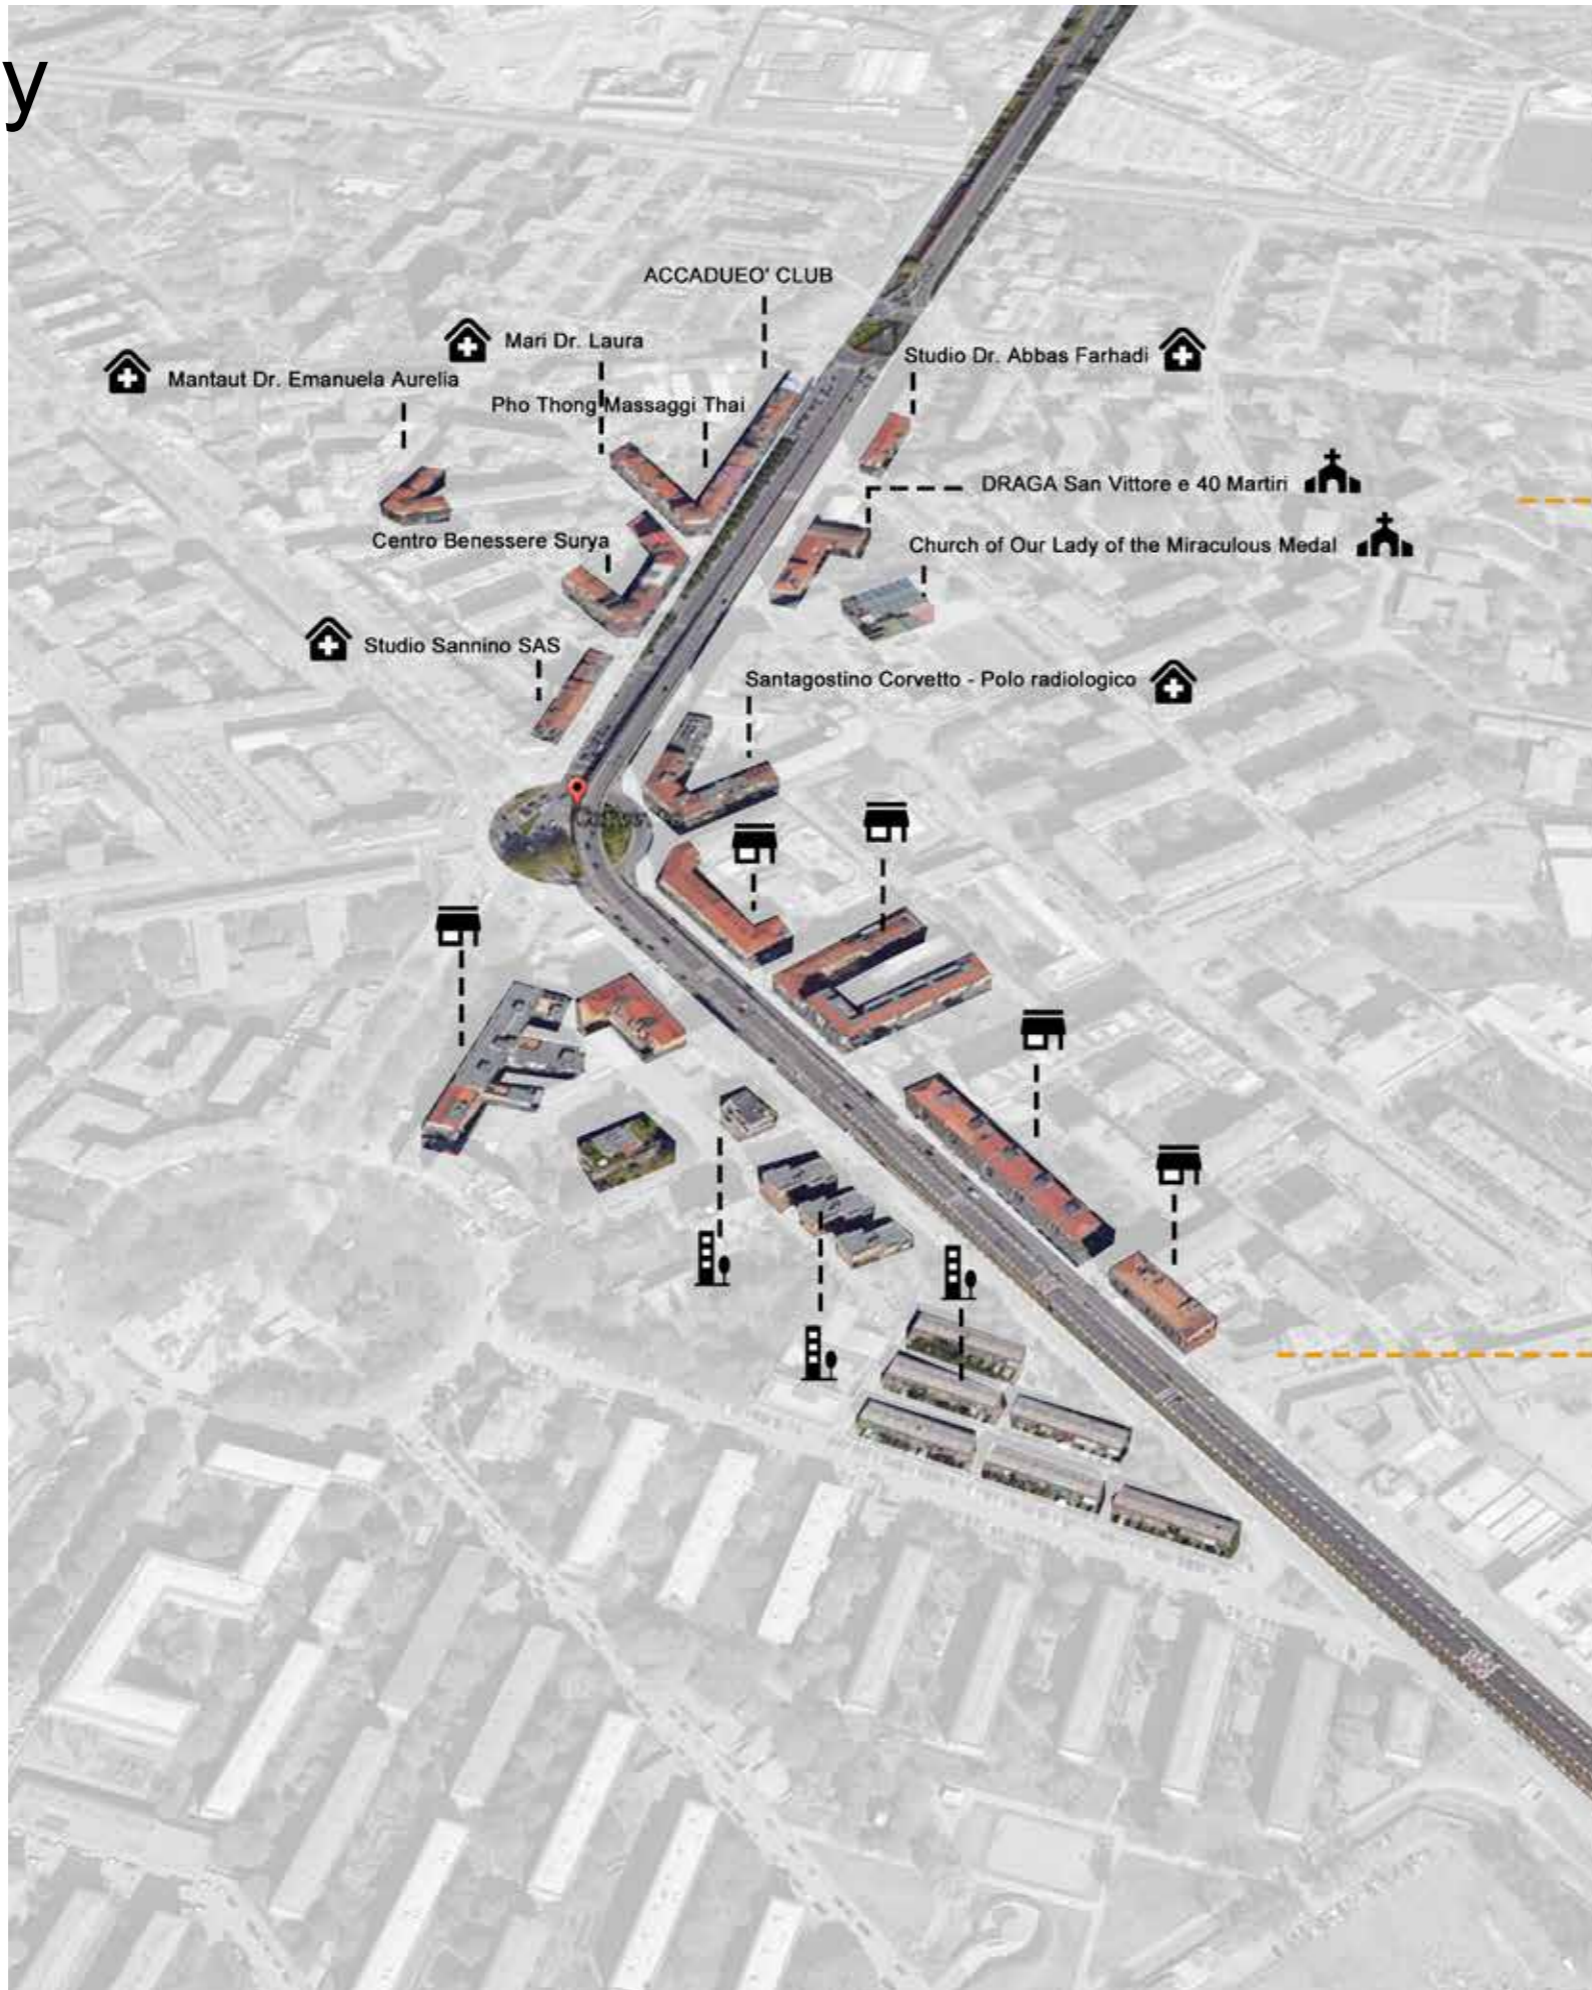 y
ACCADUEO' CLUB
Mari Dr. Laura
Studio Dr. Abbas Farhadi
Mantaut Dr. Emanuela Aurelia
Pho Thong Massaggi Thai
DRAGA San Vittore e 40 Martiri
Centro Benessere Surya
Church of Our Lady of the Miraculous Medal
Studio Sannino SAS
Santagostino Corvetto - Polo radiologico